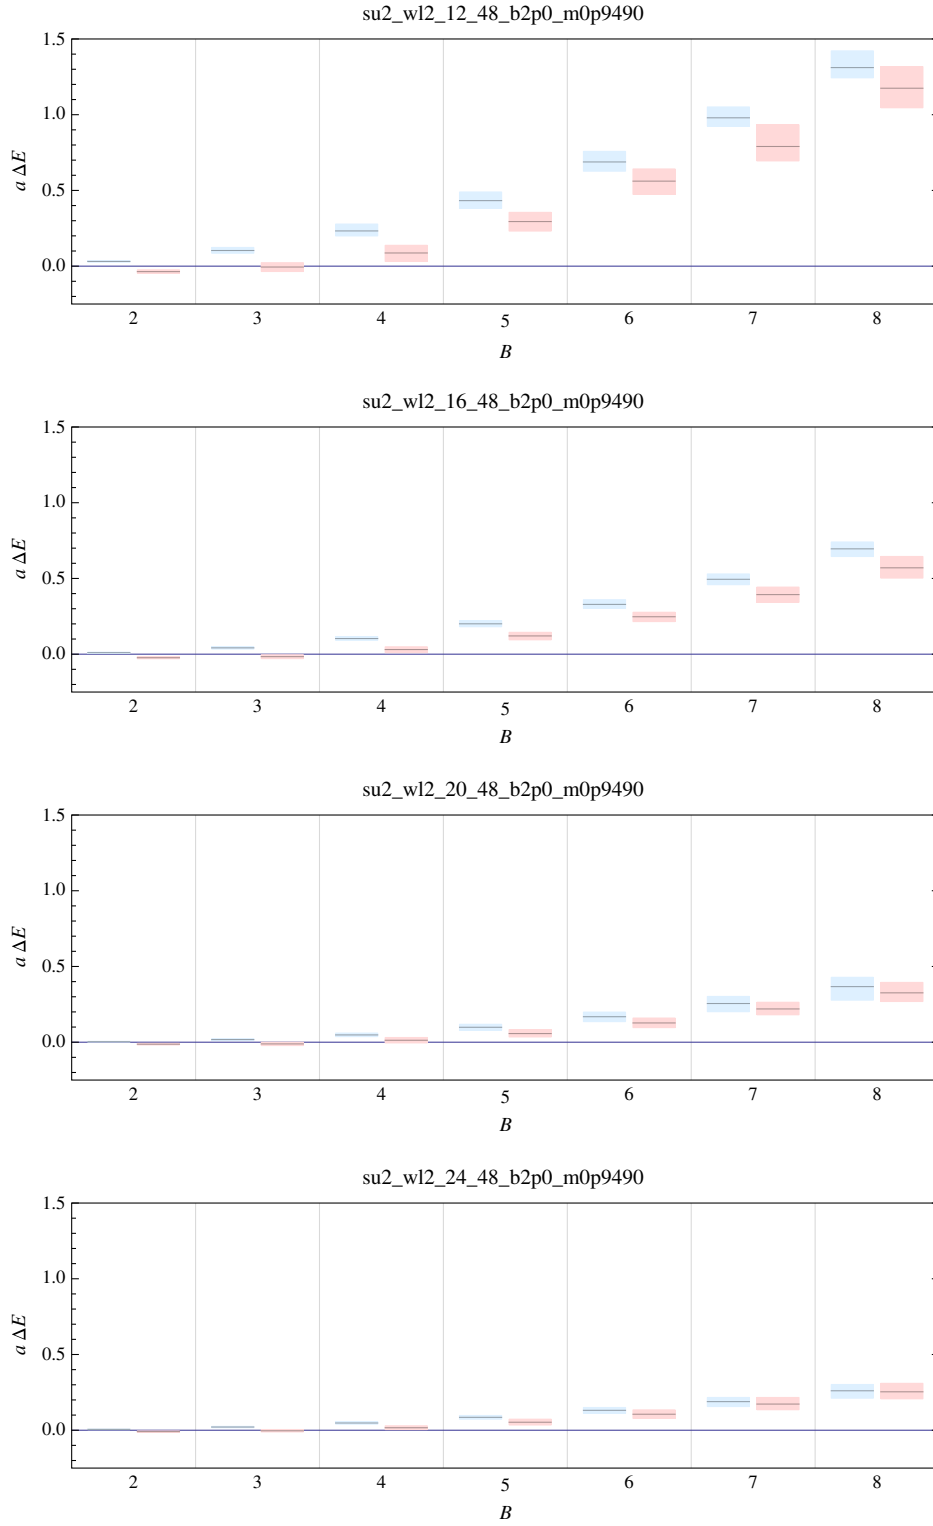 su2_wl2_12_48_b2p0_m0p9490
1.5
1.0
0.5
0.0
a ΔE
2 3 4 5 6 7 8
B
su2_wl2_16_48_b2p0_m0p9490
1.5
1.0
0.5
0.0
a ΔE
2 3 4 5 6 7 8
B
su2_wl2_20_48_b2p0_m0p9490
1.5
1.0
0.5
0.0
a ΔE
2 3 4 5 6 7 8
B
su2_wl2_24_48_b2p0_m0p9490
1.5
1.0
0.5
0.0
a ΔE
2 3 4 5 6 7 8
B